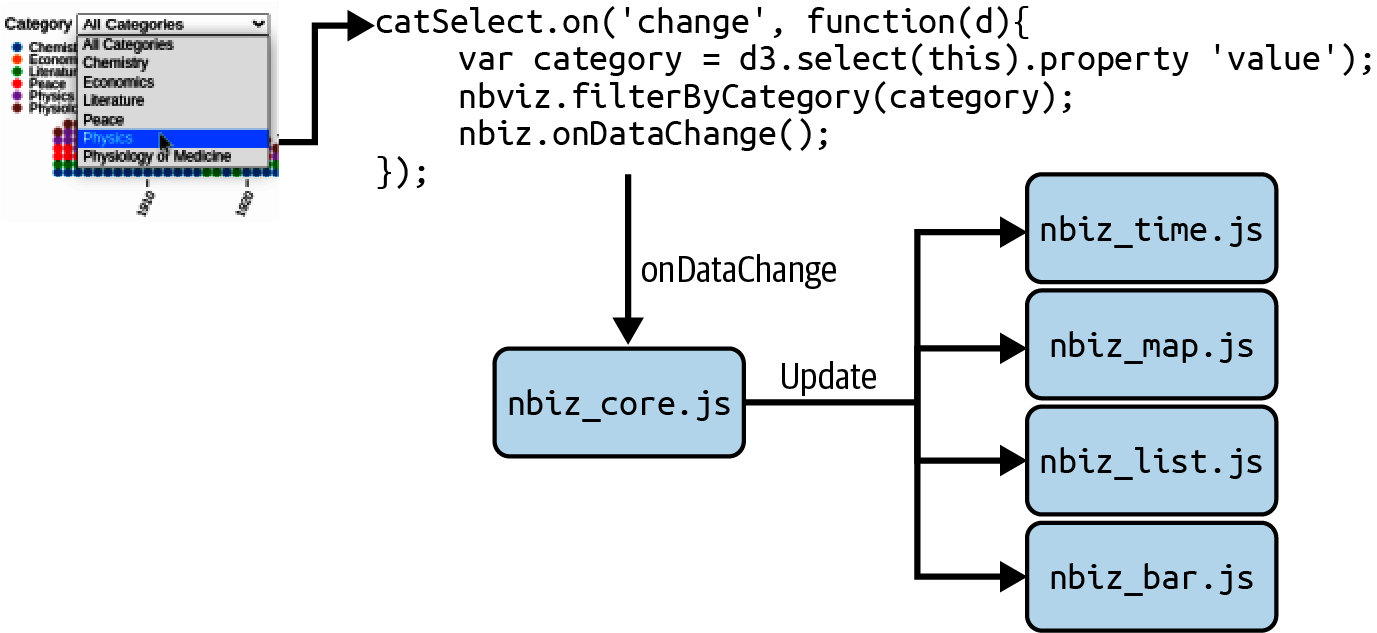 Category All Categories
All Categories
Chemistry
Economics
Literature
Peace
Physics
Physiology or Medicine
Chemist
Econom
Literatur
Peace
Physics
Physiolo
1910
1920
catSelect.on('change', function(d){
var category = d3.select(this).property 'value');
nbviz.filterByCategory(category);
nbiz.onDataChange();
});
onDataChange
nbiz_core.js
Update
nbiz_time.js
nbiz_map.js
nbiz_list.js
nbiz_bar.js